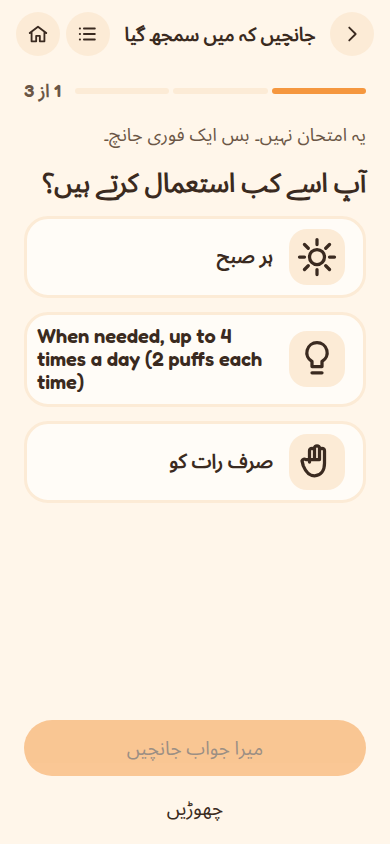 جانچیں کہ میں سمجھ گیا
1 از 3
یہ امتحان نہیں۔ بس ایک فوری جانچ۔
آپ اسے کب استعمال کرتے ہیں؟
ہر صبح
When needed, up to 4
times a day (2 puffs each
time)
صرف رات کو
میرا جواب جانچیں
چھوڑیں